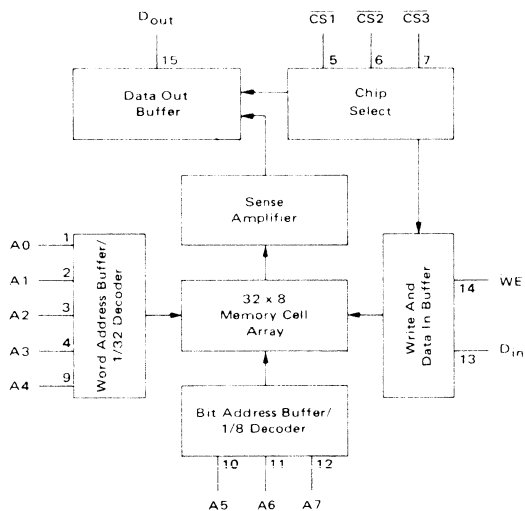 Dout
CS1 CS2 CS3
15
5 6 7
Data Out
Buffer
Chip
Select
Sense
Amplifier
A0 1
A1 2
A2 3
A3 4
A4 9
Word Address Buffer/
1/32 Decoder
32 x 8
Memory Cell
Array
Write And
Data In Buffer
14 WE
13 Din
Bit Address Buffer/
1/8 Decoder
10 11 12
A5 A6 A7